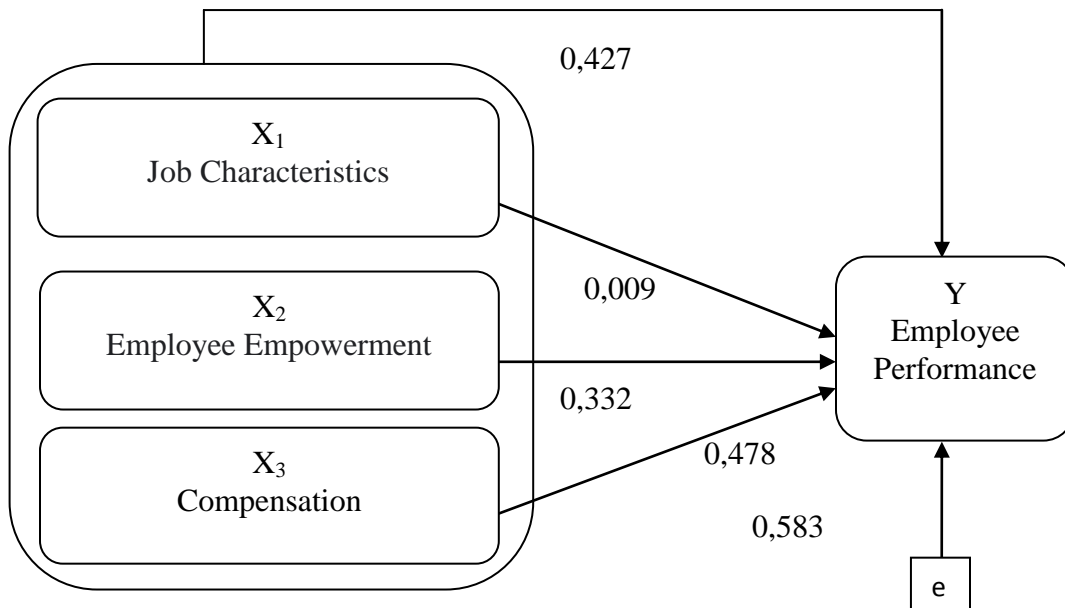 0,427
X₁
Job Characteristics
0,009
X₂
Employee Empowerment
0,332
X₃
Compensation
0,478
0,583
Y
Employee
Performance
e